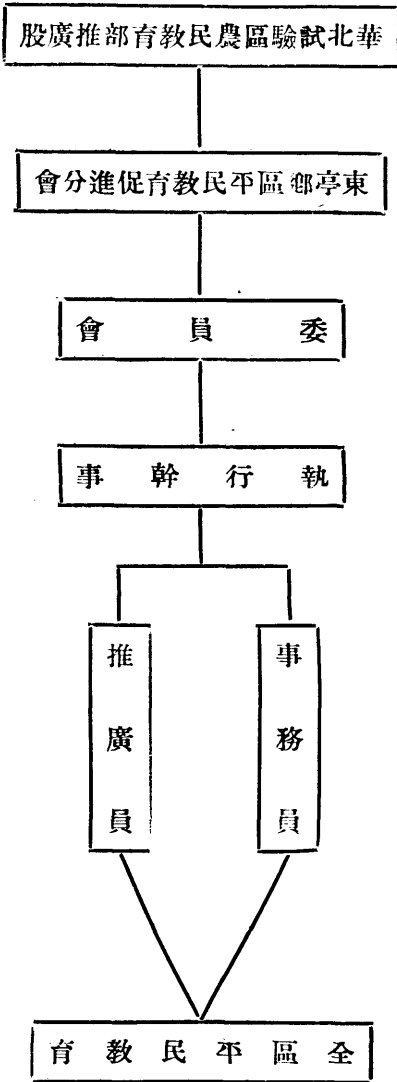 華北試驗區農民教育部推廣股
東亭鄉區平民教育促進分會
委員會
執行幹事
事務員
推廣員
全區平民教育